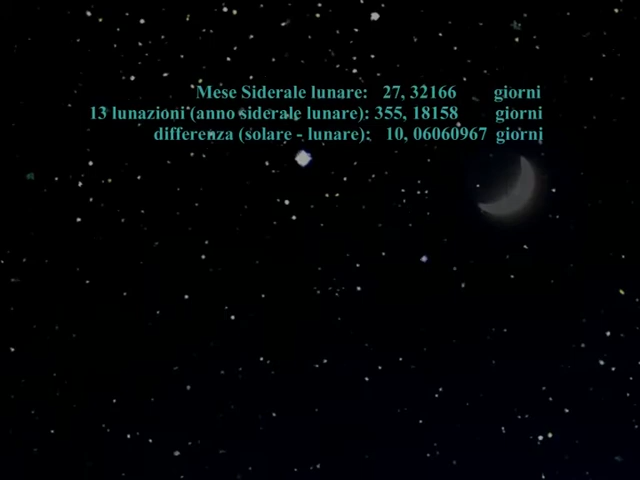 Mese Siderale lunare: 27, 32166 giorni
13 lunazioni (anno siderale lunare): 355, 18158 giorni
differenza (solare - lunare): 10, 06060967 giorni